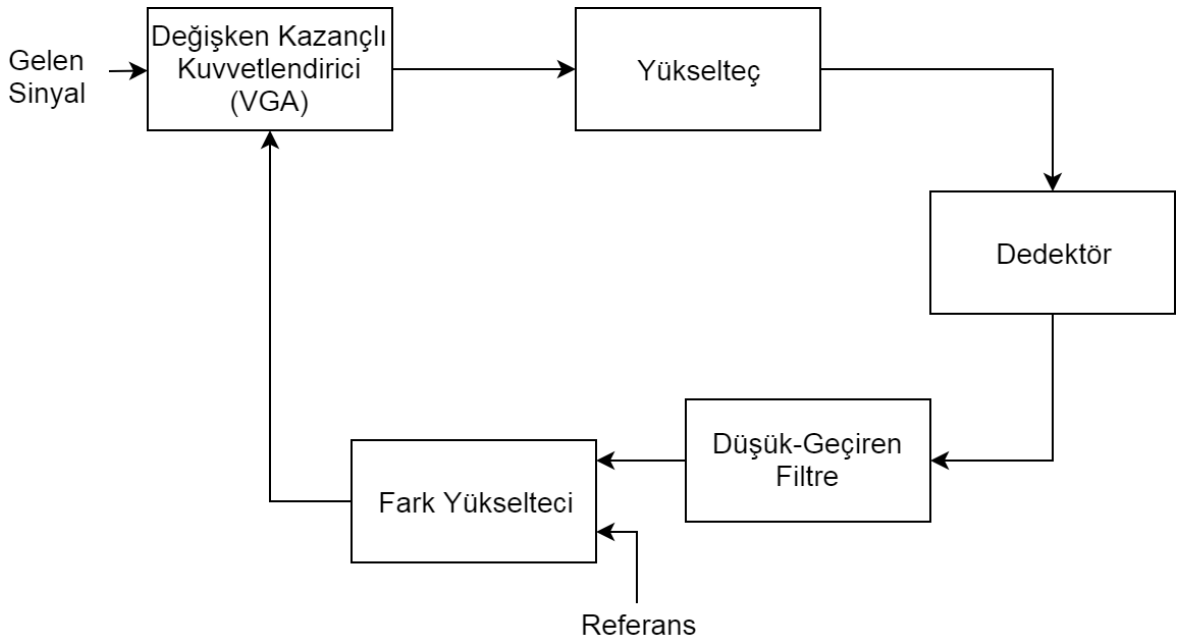 Gelen
Sinyal
Değişken Kazançlı
Kuvvetlendirici
(VGA)
Yükselteç
Dedektör
Düşük-Geçiren
Filtre
Fark Yükselteci
Referans